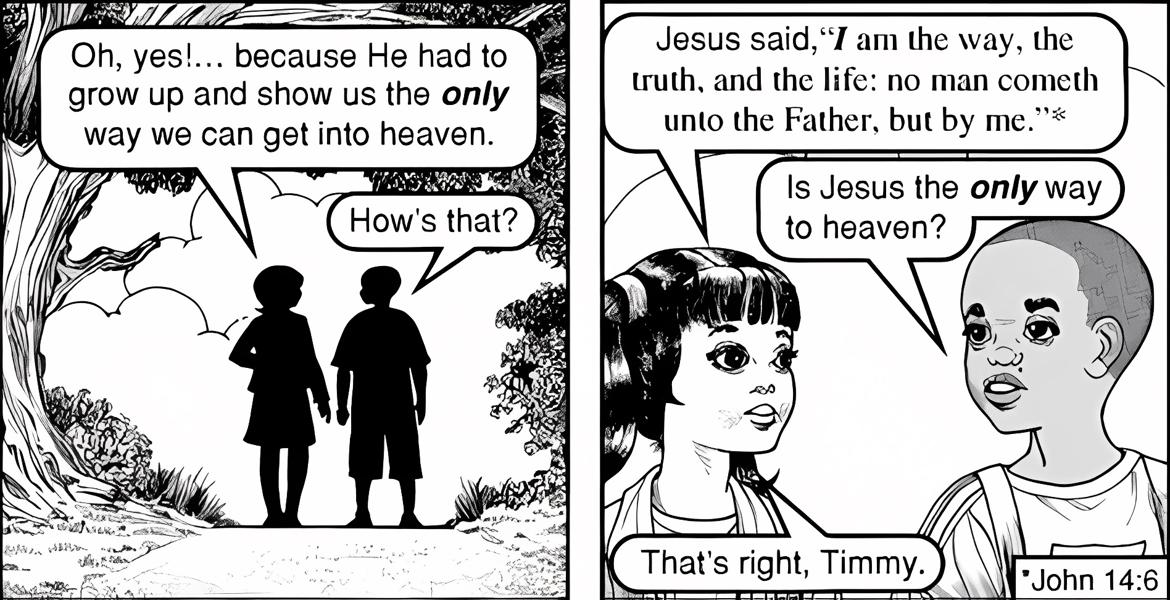 Oh, yes!... because He had to
grow up and show us the only
way we can get into heaven.
How's that?
Jesus said,“I am the way, the
truth, and the life: no man cometh
unto the Father, but by me.”*
Is Jesus the only way
to heaven?
That's right, Timmy.
*John 14:6